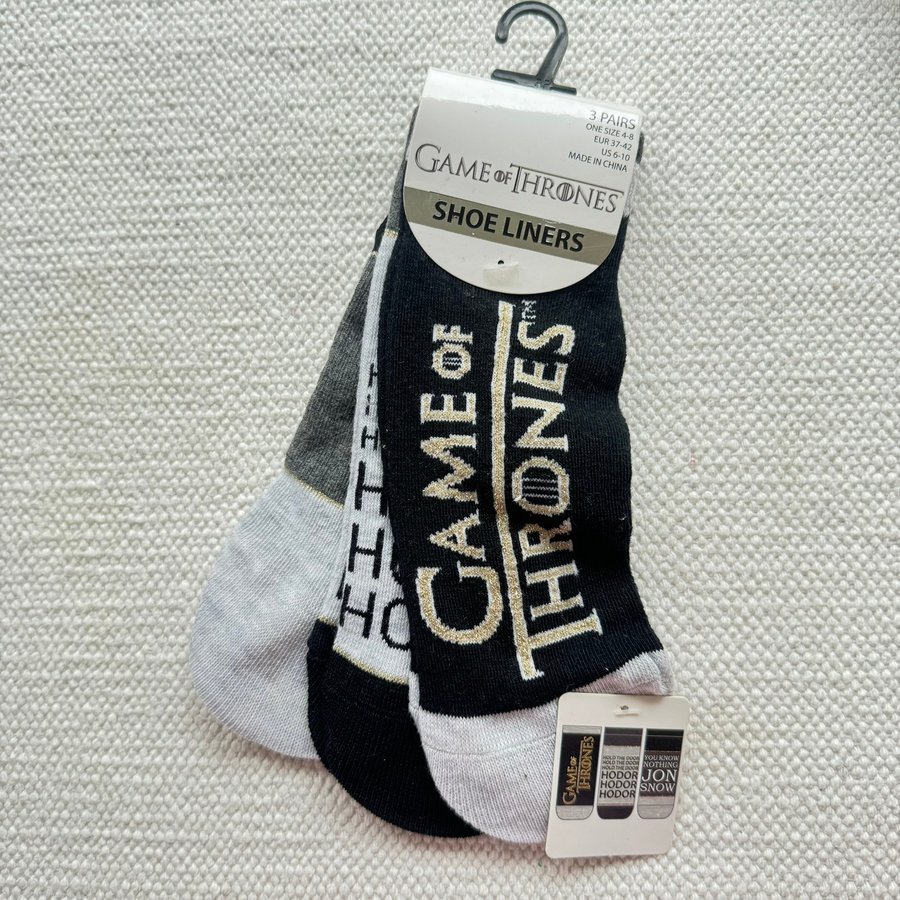 3 PAIRS
ONE SIZE 4-8
EUR 37-42
US 6-10
MADE IN CHINA
GAME OF THRONES
SHOE LINERS
GAME OF
THRONES™
H
H
H
H
H
HO
GAME OF
THRONES
HOLD THE DOOR
HOLD THE DOOR
HOLD THE DOOR
HODOR
HODOR
HODOR
YOU KNOW
NOTHING
JON
SNOW